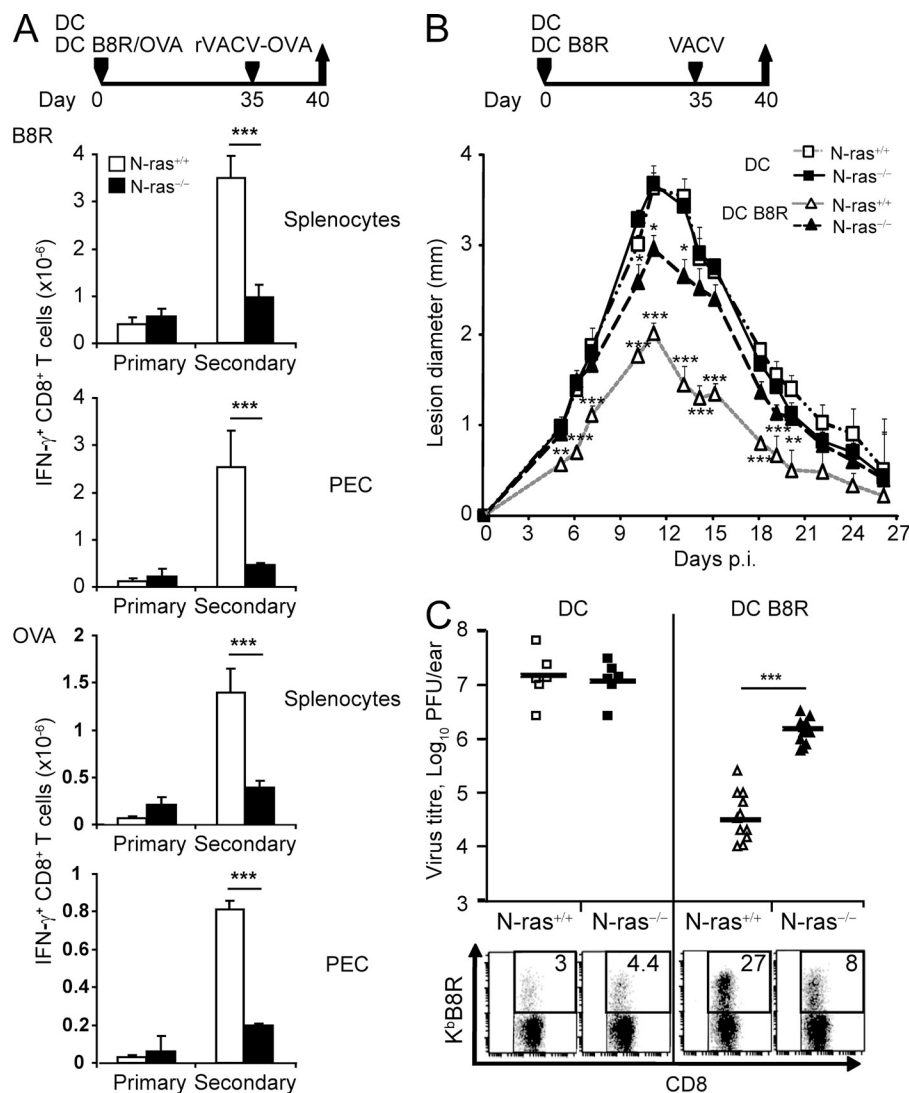 A
DC
DC B8R/OVA rVACV-OVA
Day 0 35 40
B8R
N-ras+/+
N-ras−/−
IFN-γ+ CD8+ T cells (x10-6)
4
3
2
1
0
***
Splenocytes
Primary Secondary
4
3
2
1
0
***
PEC
Primary Secondary
OVA
IFN-γ+ CD8+ T cells (x10-6)
2
1.5
1
0.5
0
***
Splenocytes
Primary Secondary
1
0.8
0.6
0.4
0.2
0
***
PEC
Primary Secondary
B
DC
DC B8R VACV
Day 0 35 40
DC
N-ras+/+
N-ras−/−
DC B8R
N-ras+/+
N-ras−/−
Lesion diameter (mm)
4
3
2
1
0
* * *
*** *** *** *** ***
** *** *** *** *** **
0 3 6 9 12 15 18 21 24 27
Days p.i.
C
DC DC B8R
Virus titre, Log10 PFU/ear
8
7
6
5
4
3
***
N-ras+/+ N-ras−/− N-ras+/+ N-ras−/−
KbB8R
3 4.4 27 8
CD8